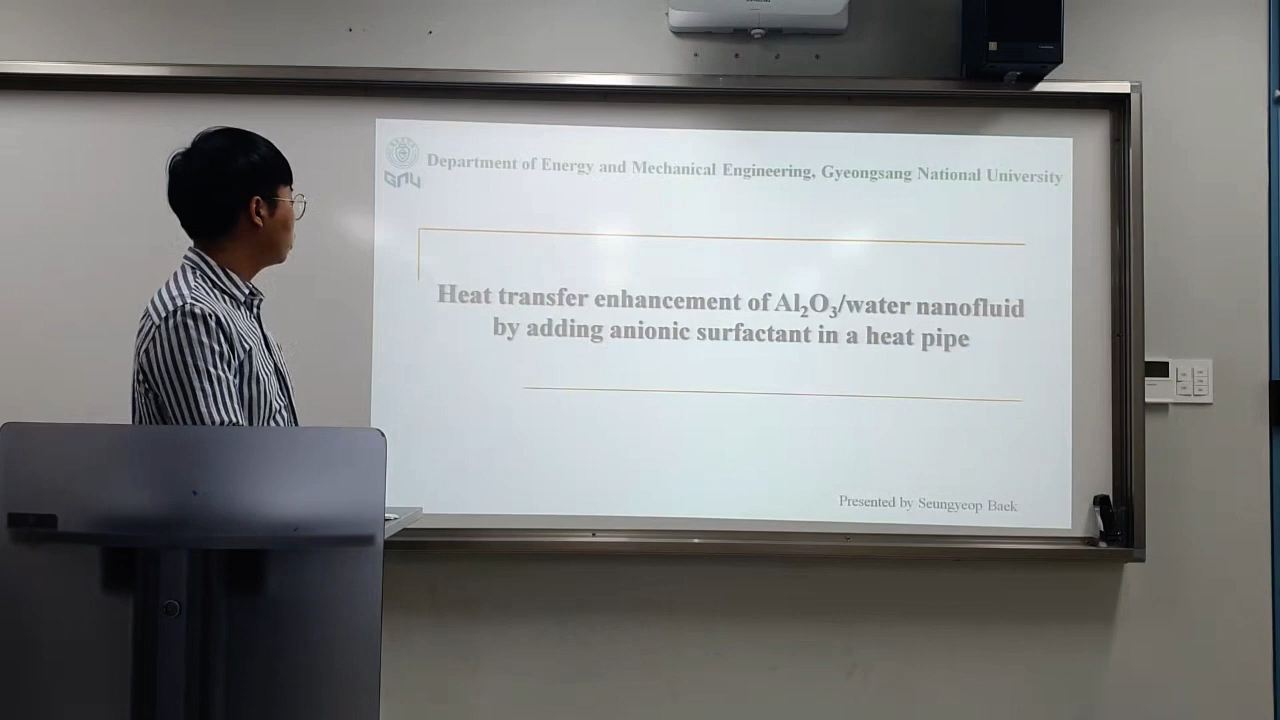 GNU
Department of Energy and Mechanical Engineering, Gyeongsang National University
Heat transfer enhancement of Al₂O₃/water nanofluid
by adding anionic surfactant in a heat pipe
Presented by Seungyeop Baek